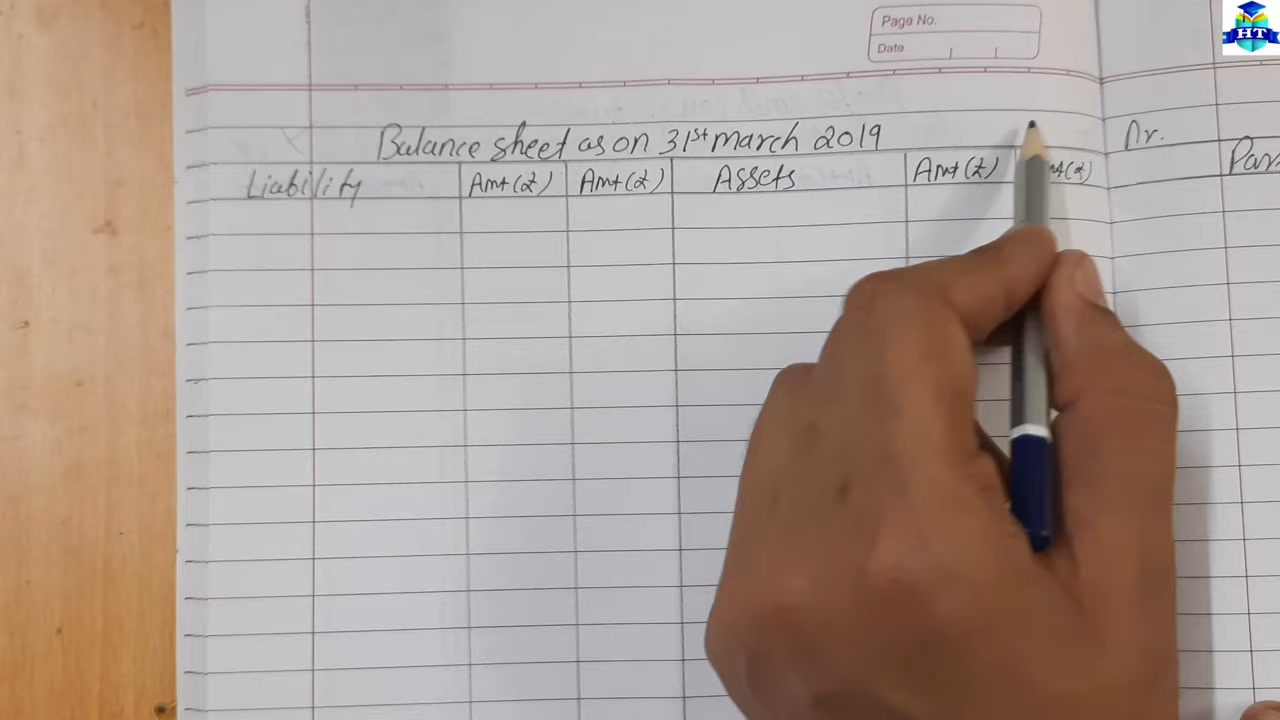 HT
Page No.
Date
Balance sheet as on 31st march 2019
Liability Amt (₹) Amt (₹) Assets Amt (₹)
Dr.